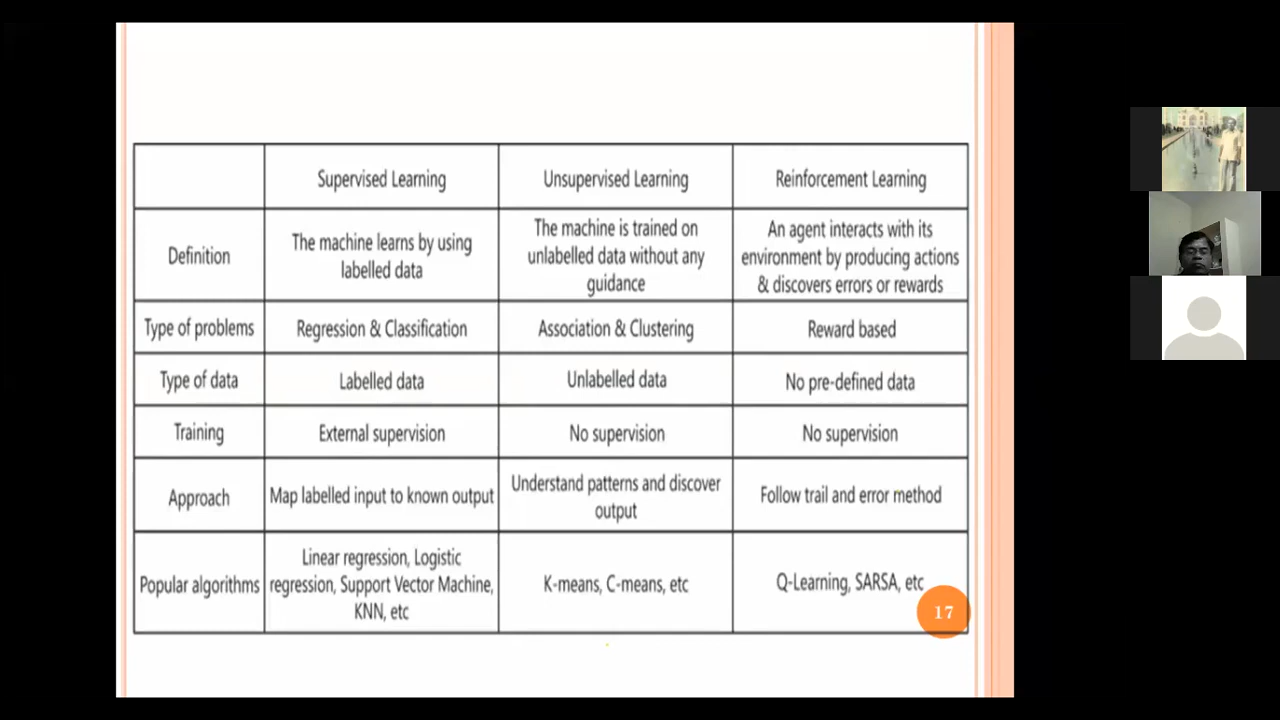 Supervised Learning
Unsupervised Learning
Reinforcement Learning
Definition
The machine learns by using
labelled data
The machine is trained on
unlabelled data without any
guidance
An agent interacts with its
environment by producing actions
& discovers errors or rewards
Type of problems
Regression & Classification
Association & Clustering
Reward based
Type of data
Labelled data
Unlabelled data
No pre-defined data
Training
External supervision
No supervision
No supervision
Approach
Map labelled input to known output
Understand patterns and discover
output
Follow trail and error method
Popular algorithms
Linear regression, Logistic
regression, Support Vector Machine,
KNN, etc
K-means, C-means, etc
Q-Learning, SARSA, etc
17